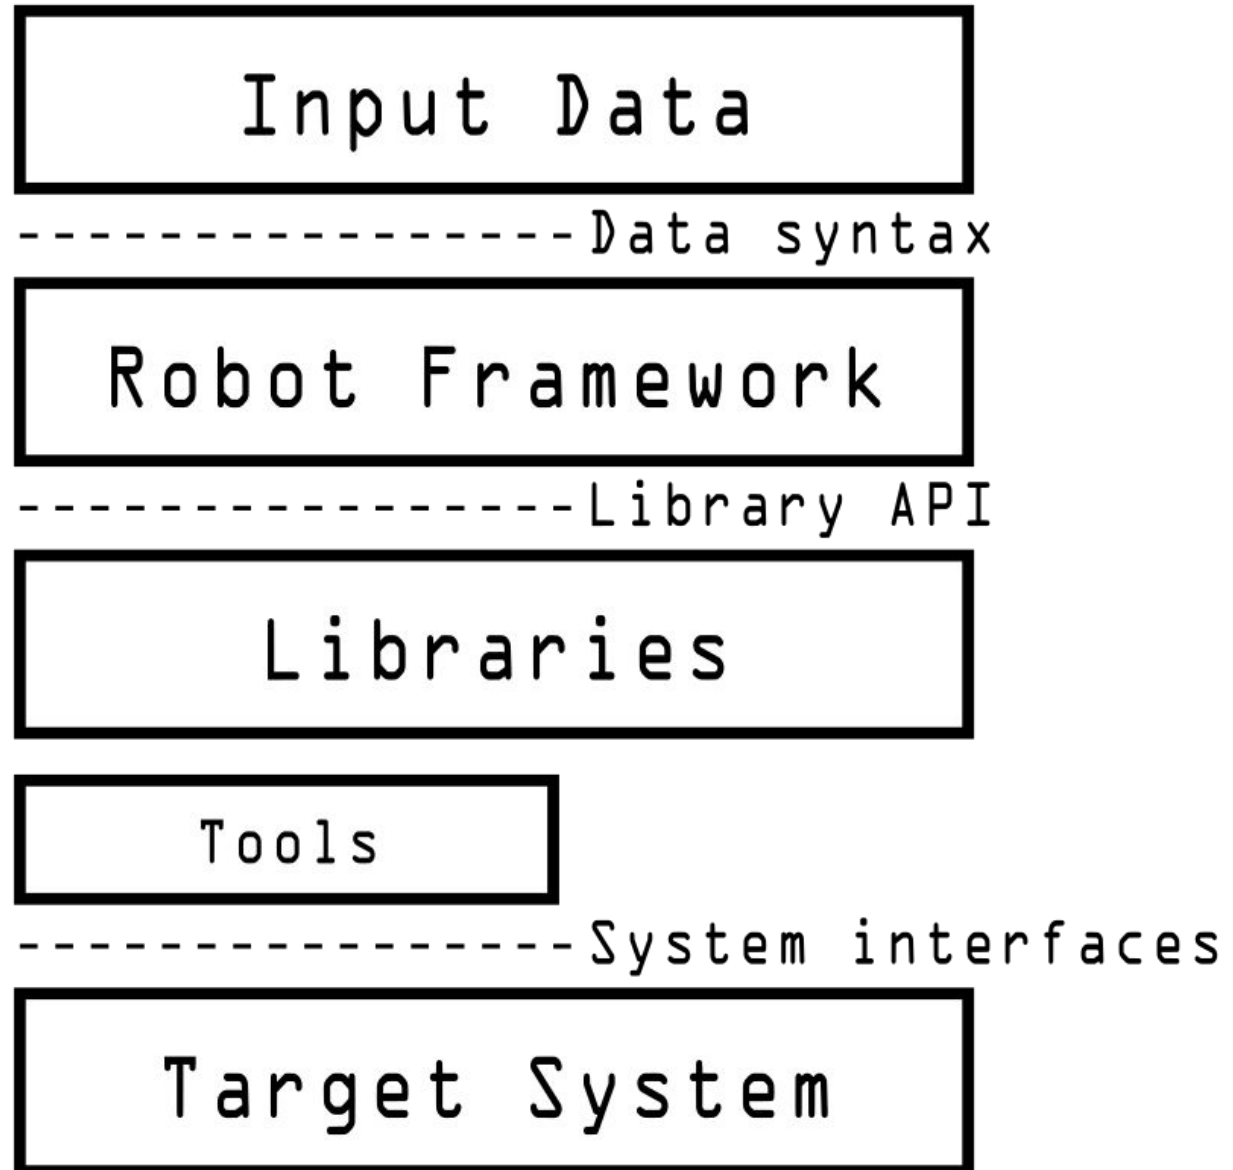 Input Data
Data syntax
Robot Framework
Library API
Libraries
Tools
System interfaces
Target System